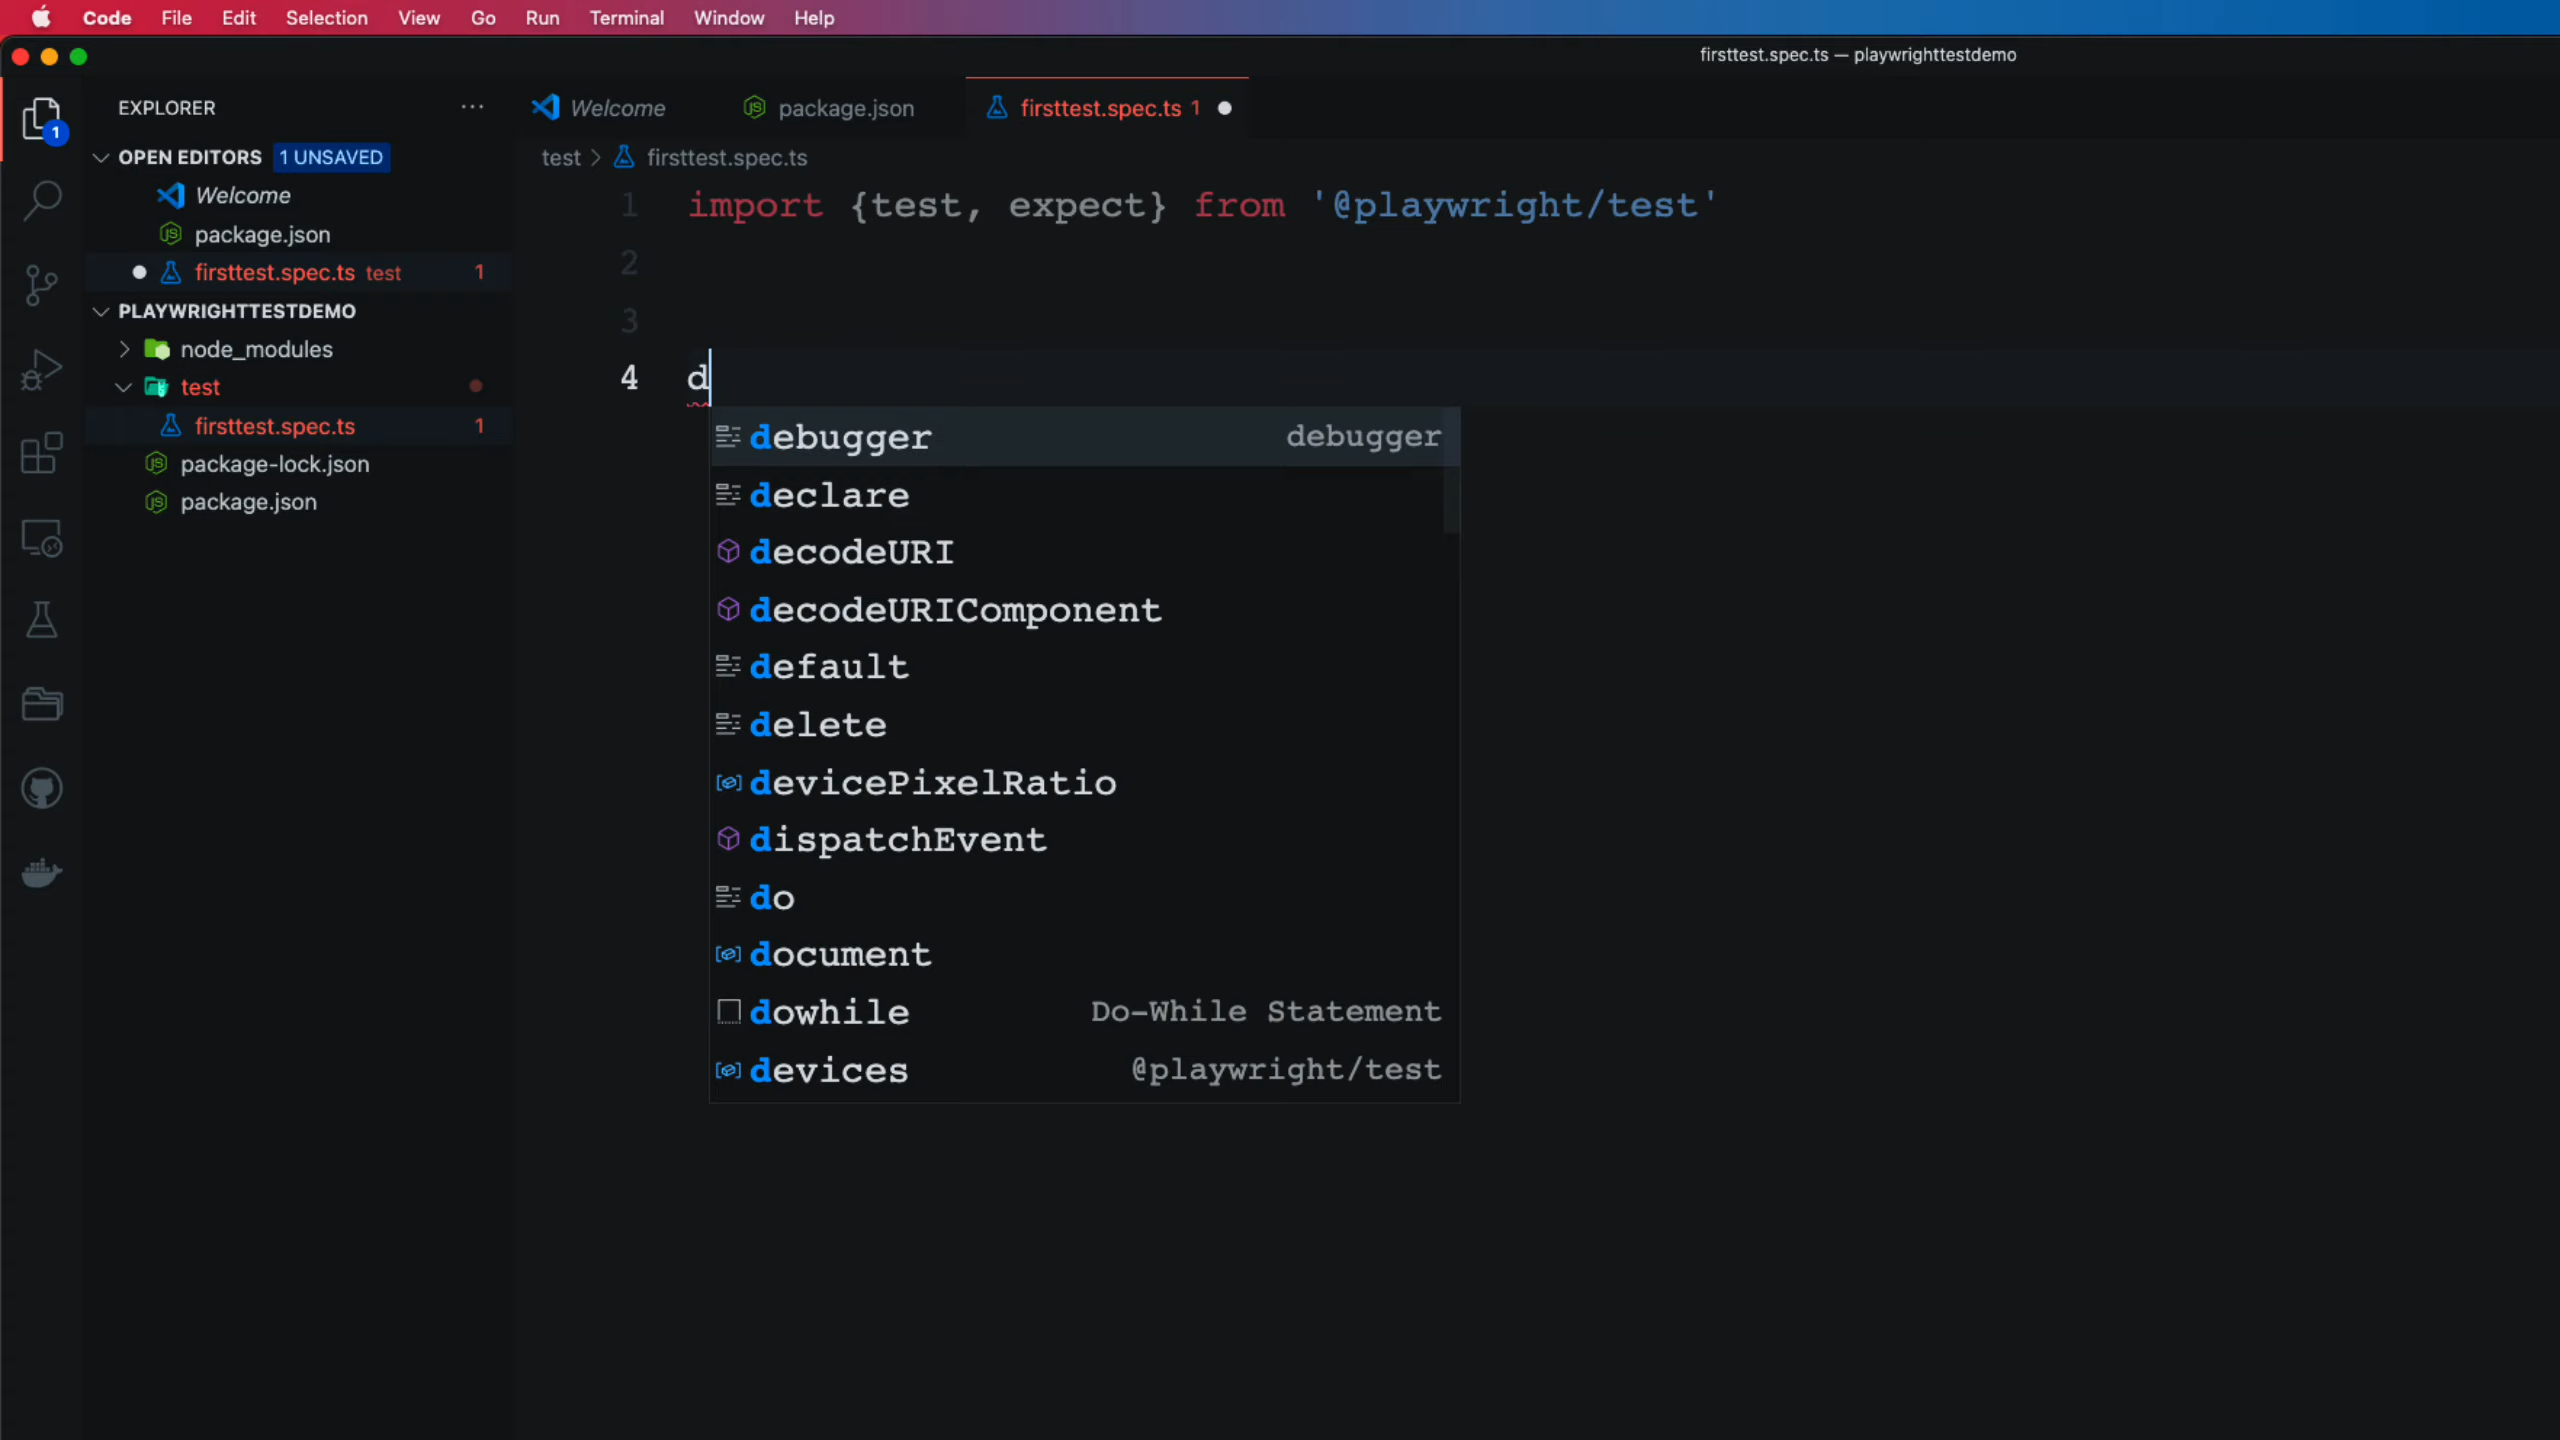 Code File Edit Selection View Go Run Terminal Window Help
firsttest.spec.ts — playwrighttestdemo
EXPLORER ···
Welcome package.json firsttest.spec.ts 1
1
OPEN EDITORS 1 UNSAVED
Welcome
package.json
firsttest.spec.ts test 1
PLAYWRIGHTTESTDEMO
node_modules
test
firsttest.spec.ts 1
package-lock.json
package.json
test > firsttest.spec.ts
1 import {test, expect} from '@playwright/test'
2
3
4 d
debugger debugger
declare
decodeURI
decodeURIComponent
default
delete
devicePixelRatio
dispatchEvent
do
document
dowhile Do-While Statement
devices @playwright/test